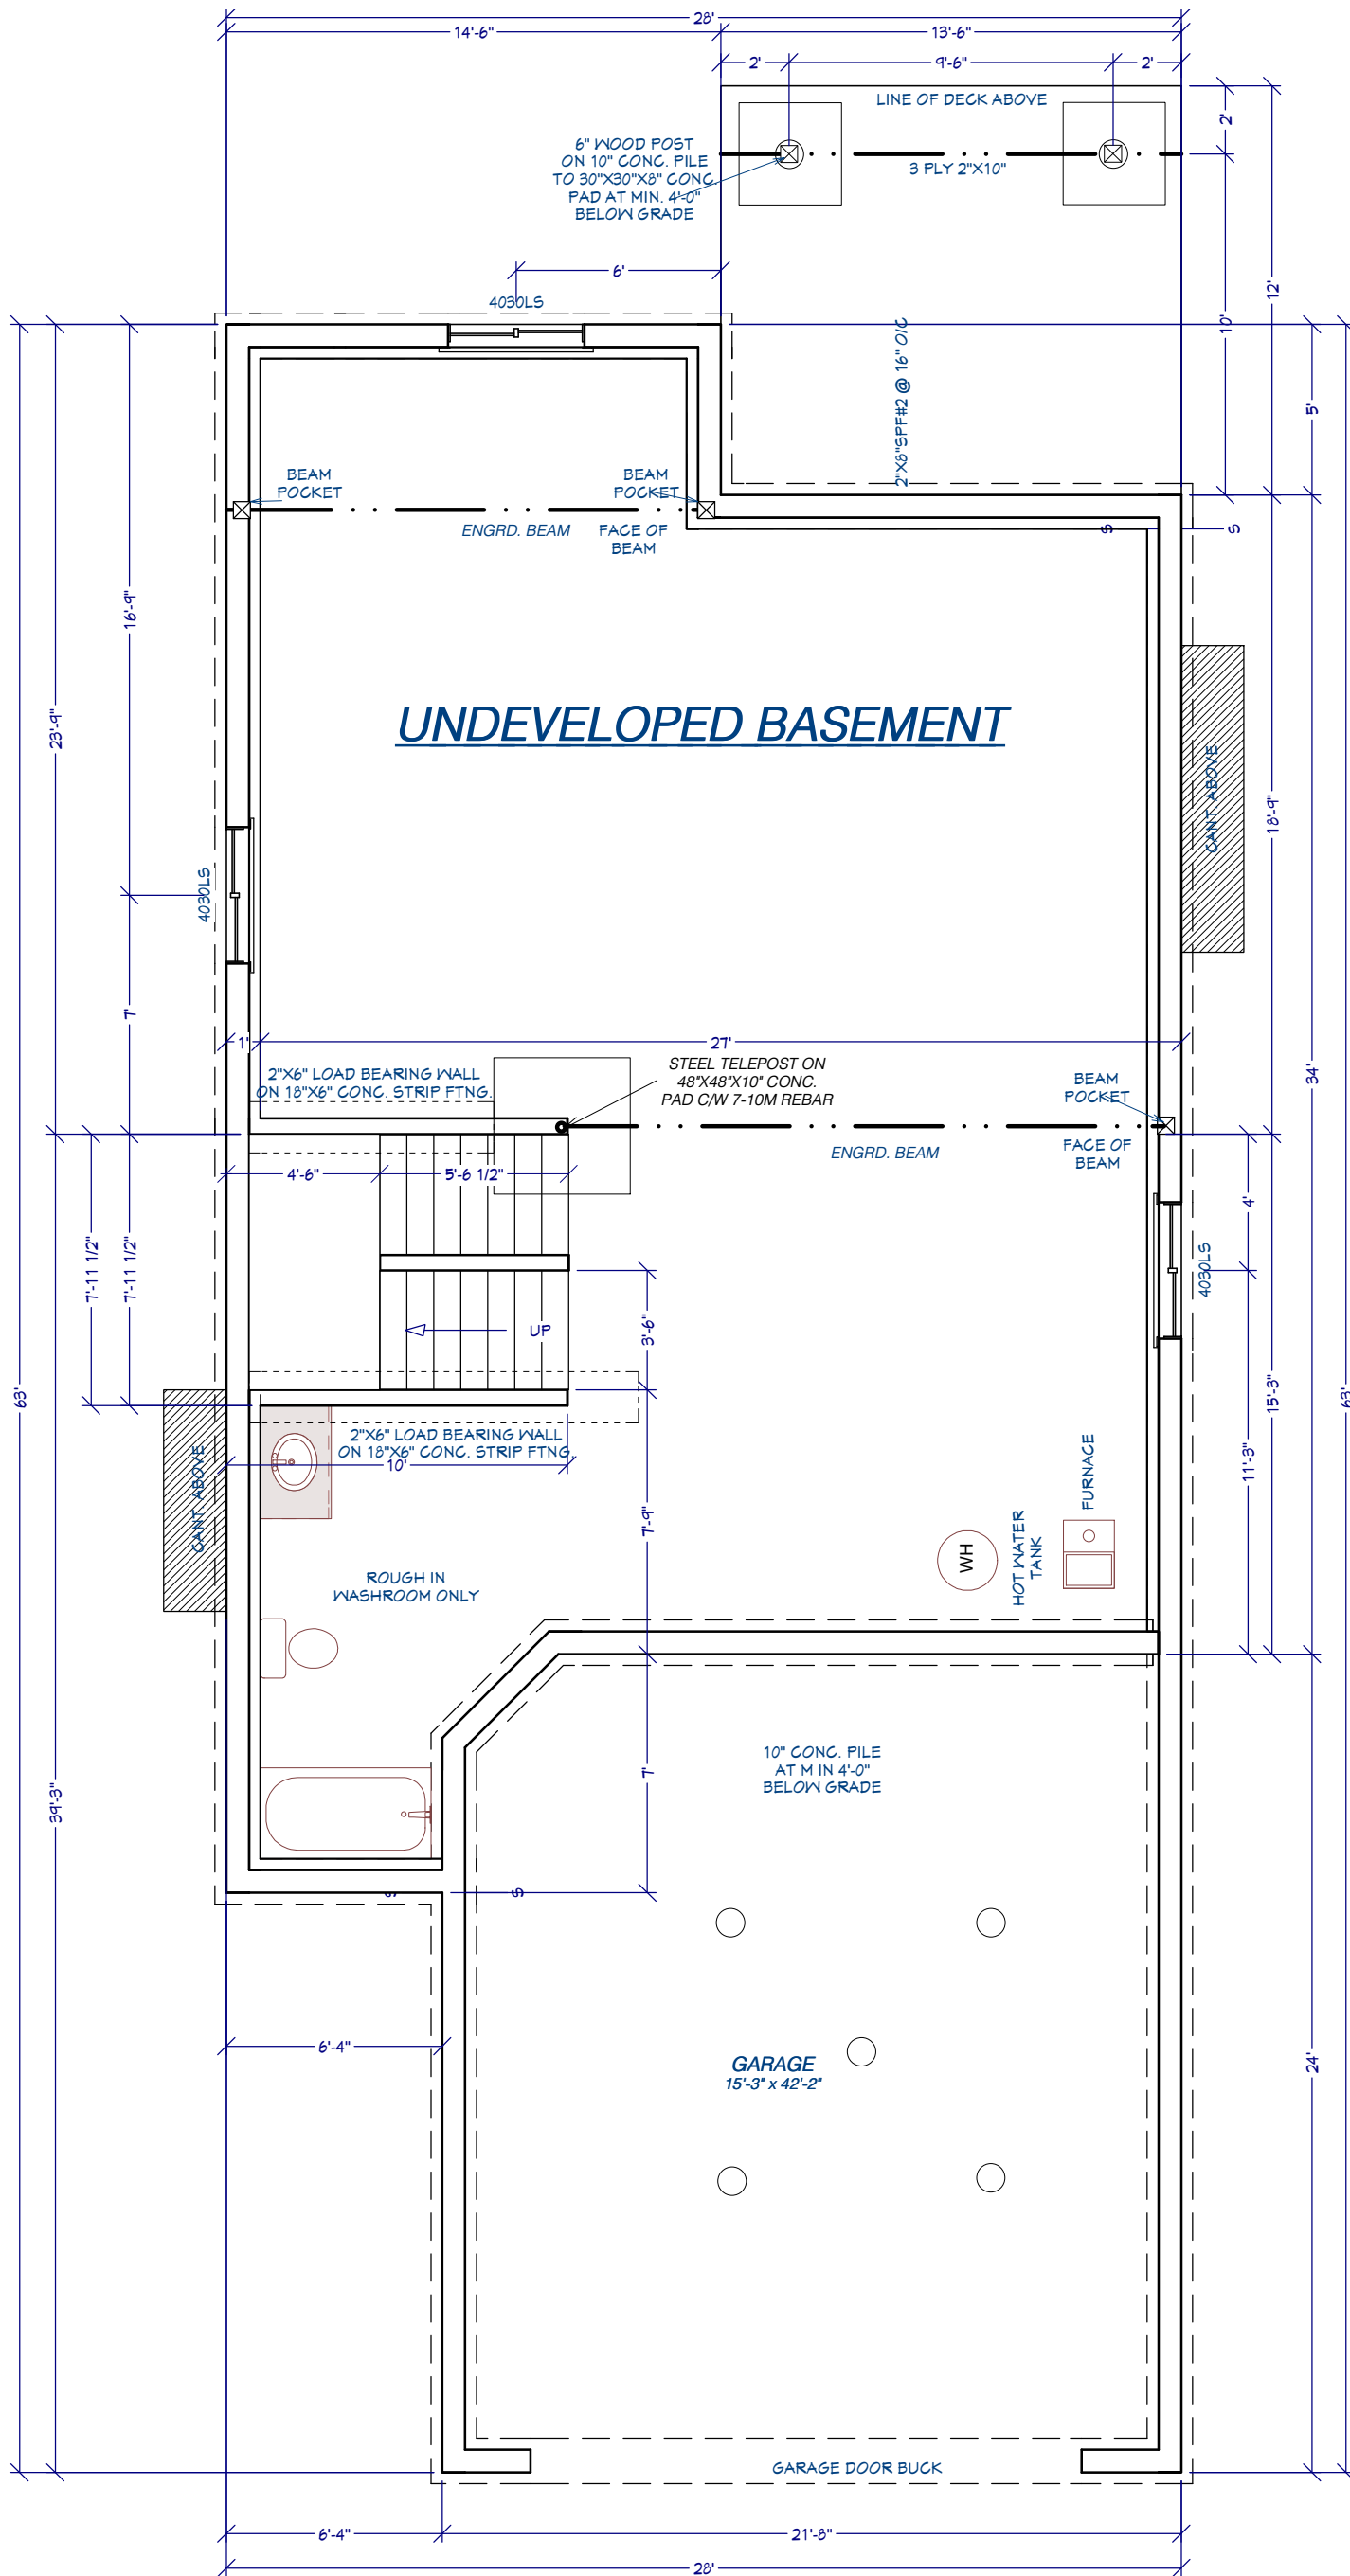 28'
14'-6"
13'-6"
2'
9'-6"
2'
LINE OF DECK ABOVE
2'
6" WOOD POST
ON 10" CONC. PILE
TO 30"X30"X8" CONC.
PAD AT MIN. 4'-0"
BELOW GRADE
3 PLY 2"X10"
6'
4030LS
12'
10'
2"X8"SPF#2 @ 16" O/C
5'
BEAM
POCKET
BEAM
POCKET
ENGRD. BEAM
FACE OF
BEAM
S
S
16'-9"
23'-9"
UNDEVELOPED BASEMENT
CANT. ABOVE
18'-9"
4030LS
7'
1'
27'
34'
2"X6" LOAD BEARING WALL
ON 18"X6" CONC. STRIP FTNG.
STEEL TELEPOST ON
48"X48"X10" CONC.
PAD C/W 7-10M REBAR
BEAM
POCKET
ENGRD. BEAM
FACE OF
BEAM
4'-6"
5'-6 1/2"
4'
7'-11 1/2"
7'-11 1/2"
4030LS
UP
3'-6"
63'
15'-3"
63'
2"X6" LOAD BEARING WALL
ON 18"X6" CONC. STRIP FTNG.
10'
CANT. ABOVE
11'-3"
FURNACE
7'-9"
WH
HOT WATER
TANK
ROUGH IN
WASHROOM ONLY
10" CONC. PILE
AT M IN 4'-0"
BELOW GRADE
7'
39'-3"
S
S
6'-4"
GARAGE
15'-3" x 42'-2"
24'
GARAGE DOOR BUCK
6'-4"
21'-8"
28'